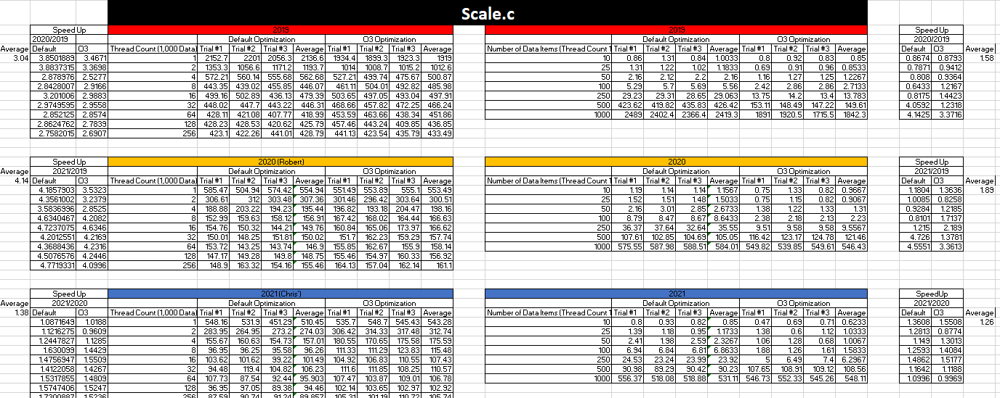 Scale.c
Speed Up 2019 2019 Speed Up
2020/2019 Default Optimization O3 Optimization Default Optimization O3 Optimization 2020/2019
Average Default O3 Thread Count (1,000 Data) Trial #1 Trial #2 Trial #3 Average Trial #1 Trial #2 Trial #3 Average Number of Data Items (Thread Count 1 Trial #1 Trial #2 Trial #3 Average Trial #1 Trial #2 Trial #3 Average Default O3 Average
3.04 3.8501889 3.4671 1 2152.7 2201 2056.3 2136.6 1934.4 1899.3 1923.3 1919 10 0.86 1.31 0.84 1.0033 0.8 0.92 0.83 0.85 0.8674 0.8793 1.58
3.8837315 3.3698 2 1353.3 1056.6 1171.2 1193.7 1014 1008.7 1015.2 1012.6 25 1.31 1.22 1.02 1.1833 0.69 0.91 0.96 0.8533 0.7871 0.9412
2.878976 2.5277 4 572.21 560.14 555.68 562.68 527.21 499.74 475.67 500.87 50 2.16 2.12 2.2 2.16 1.16 1.27 1.25 1.2267 0.808 0.9364
2.8428007 2.9166 8 443.35 439.02 455.85 446.07 461.11 504.01 492.82 485.98 100 5.29 5.7 5.69 5.56 2.42 2.86 2.86 2.7133 0.6433 1.2167
3.201006 2.9883 16 499.16 502.89 436.13 479.39 503.65 497.05 493.04 497.91 250 29.23 29.31 28.65 29.063 13.75 14.2 13.4 13.783 0.8175 1.4423
2.9749595 2.9558 32 448.02 447.7 443.22 446.31 468.66 457.82 472.25 466.24 500 423.62 419.82 435.83 426.42 153.11 148.49 147.22 149.61 4.0592 1.2318
2.852125 2.8574 64 428.11 421.08 407.77 418.99 453.59 463.66 438.34 451.86 1000 2489 2402.4 2366.4 2419.3 1891 1920.5 1715.5 1842.3 4.1425 3.3716
2.8624762 2.7839 128 428.23 428.53 420.62 425.79 457.46 443.24 409.85 436.85
2.7582015 2.6907 256 423.1 422.26 441.01 428.79 441.13 423.54 435.79 433.49
Speed Up 2020 (Robert) 2020 Speed Up
Average 2021/2019 Default Optimization O3 Optimization Default Optimization O3 Optimization 2021/2019
4.14 Default O3 Thread Count (1,000 Data) Trial #1 Trial #2 Trial #3 Average Trial #1 Trial #2 Trial #3 Average Number of Data Items (Thread Count 1 Trial #1 Trial #2 Trial #3 Average Trial #1 Trial #2 Trial #3 Average Default O3 Average
4.1857903 3.5323 1 585.47 504.94 574.42 554.94 551.49 553.89 555.1 553.49 10 1.19 1.14 1.14 1.1567 0.75 1.33 0.82 0.9667 1.1804 1.3636 1.89
4.3561002 3.2379 2 306.61 312 303.48 307.36 301.46 296.42 303.64 300.51 25 1.52 1.51 1.48 1.5033 0.75 1.15 0.82 0.9067 1.0085 0.8258
3.5836996 2.8525 4 188.88 203.22 194.23 195.44 196.82 193.18 204.47 198.16 50 2.16 3.01 2.85 2.6733 1.38 1.22 1.33 1.31 0.9284 1.2185
4.6340467 4.2082 8 152.99 159.63 158.12 156.91 167.42 168.02 164.44 166.63 100 8.79 8.47 8.67 8.6433 2.38 2.18 2.13 2.23 0.8101 1.7137
4.7237075 4.6346 16 154.76 150.32 144.21 149.76 160.84 165.06 173.97 166.62 250 36.37 37.64 32.64 35.55 9.51 9.58 9.58 9.5567 1.215 2.189
4.2012551 4.2169 32 150.01 148.25 151.81 150.02 151.7 162.23 159.29 157.74 500 107.61 102.85 104.69 105.05 116.42 123.17 124.78 121.46 4.726 1.3781
4.3688436 4.2316 64 153.72 143.25 143.74 146.9 155.85 162.67 155.9 158.14 1000 575.55 587.98 588.51 584.01 549.82 539.85 549.61 546.43 4.5551 3.3613
4.5076576 4.2446 128 147.17 149.28 149.8 148.75 155.46 154.97 160.33 156.92
4.7719331 4.0996 256 148.9 163.32 154.16 155.46 164.13 157.04 162.14 161.1
Speed Up 2021 (Chris') 2021 SpeedUp
Average 2021/2020 Default Optimization O3 Optimization Default Optimization O3 Optimization 2021/2020
1.38 Default O3 Thread Count (1,000 Data) Trial #1 Trial #2 Trial #3 Average Trial #1 Trial #2 Trial #3 Average Number of Data Items (Thread Count 1 Trial #1 Trial #2 Trial #3 Average Trial #1 Trial #2 Trial #3 Average Default O3 Average
1.0871649 1.0188 1 548.16 531.9 451.29 510.45 535.7 548.7 545.43 543.28 10 0.8 0.93 0.82 0.85 0.47 0.69 0.71 0.6233 1.3608 1.5508 1.26
1.1216275 0.9609 2 283.95 264.95 273.2 274.03 306.42 314.33 317.48 312.74 25 1.39 1.18 0.95 1.1733 1.38 0.6 1.12 1.0333 1.2813 0.8774
1.2447827 1.1285 4 155.67 160.63 154.73 157.01 180.55 170.65 175.58 175.59 50 2.41 1.98 2.59 2.3267 1.06 1.28 0.68 1.0067 1.149 1.3013
1.630099 1.4429 8 96.95 96.25 95.58 96.26 111.33 111.29 123.83 115.48 100 6.94 6.84 6.81 6.8633 1.88 1.26 1.61 1.5833 1.2593 1.4084
1.4756947 1.5509 16 103.62 101.62 99.22 101.49 104.92 106.83 110.55 107.43 250 24.53 23.24 23.99 23.92 5 6.49 7.4 6.2967 1.4862 1.5177
1.4122058 1.4267 32 94.48 119.4 104.82 106.23 111.6 111.85 108.25 110.57 500 90.98 89.29 90.42 90.23 107.65 108.91 109.12 108.56 1.1642 1.1188
1.5317855 1.4809 64 107.73 87.54 92.44 95.903 107.47 103.87 109.01 106.78 1000 556.37 518.08 518.88 531.11 546.73 552.33 545.26 548.11 1.0996 0.9969
1.5747406 1.5247 128 96.95 97.05 89.38 94.46 102.14 103.65 102.97 102.92
1.7300887 1.5236 256 87.59 90.74 91.24 89.857 105.31 101.19 110.72 105.74